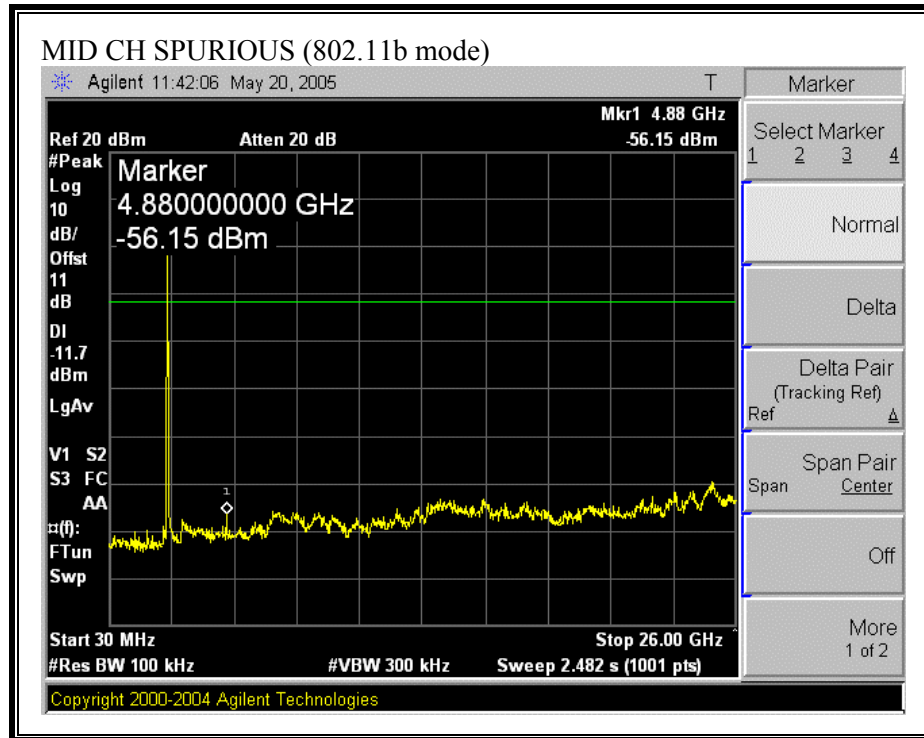 MID CH SPURIOUS (802.11b mode)
Agilent 11:42:06 May 20, 2005 T
Marker
Mkr1 4.88 GHz
Ref 20 dBm Atten 20 dB -56.15 dBm
#Peak
Log
10
dB/
Offst
11
dB
DI
-11.7
dBm
LgAv
V1 S2
S3 FC
AA
¤(f):
FTun
Swp
Marker
4.880000000 GHz
-56.15 dBm
1
Start 30 MHz Stop 26.00 GHz
#Res BW 100 kHz #VBW 300 kHz Sweep 2.482 s (1001 pts)
Select Marker
1 2 3 4
Normal
Delta
Delta Pair
(Tracking Ref)
Ref Δ
Span Pair
Span Center
Off
More
1 of 2
Copyright 2000-2004 Agilent Technologies